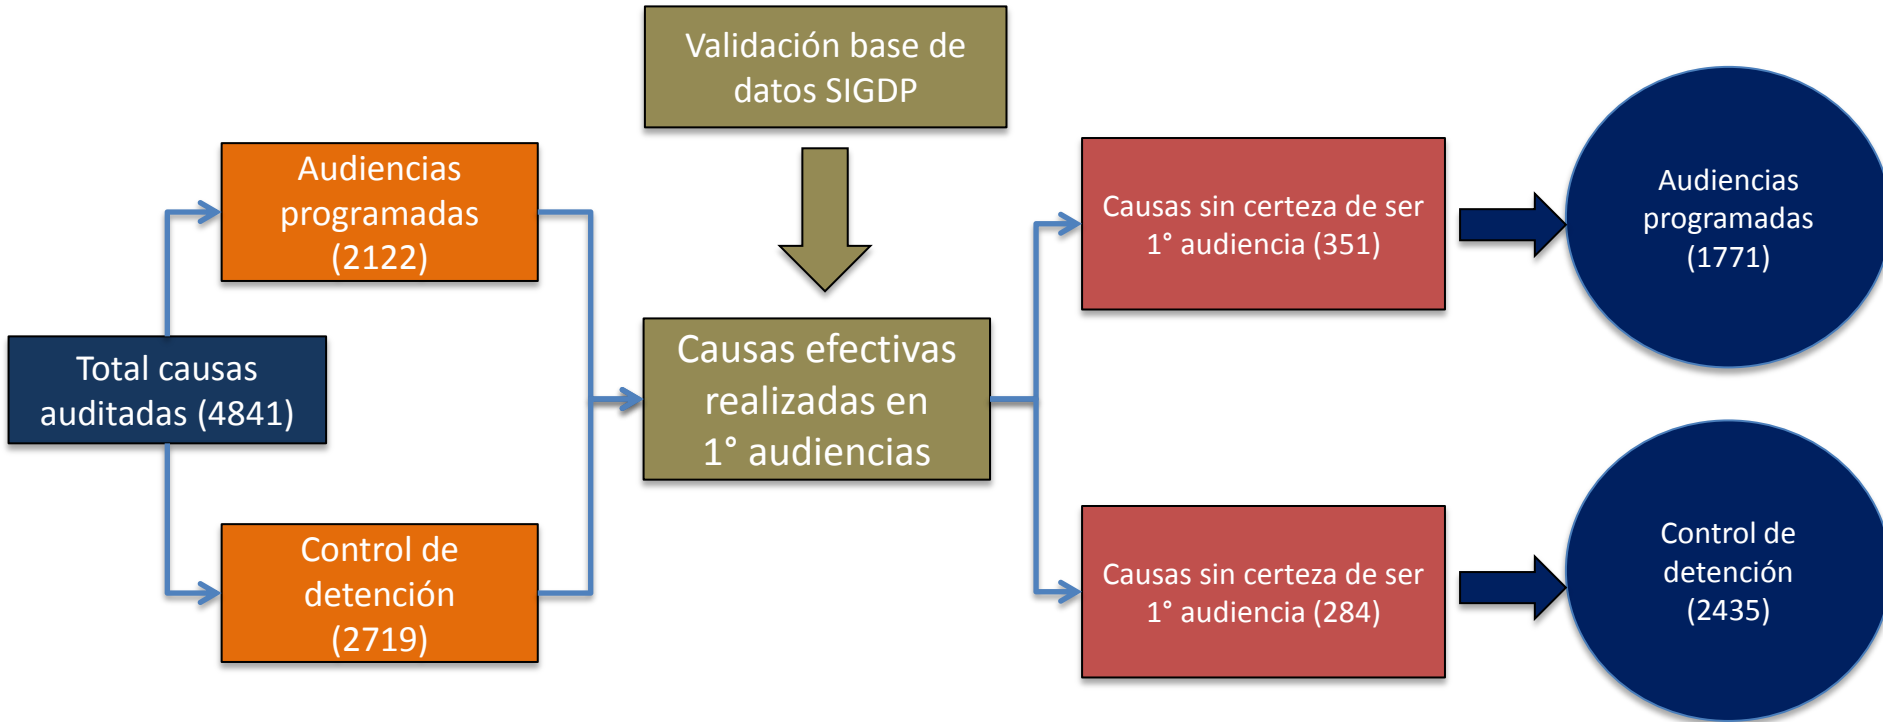 Validación base de
datos SIGDP
Total causas
auditadas (4841)
Audiencias
programadas
(2122)
Control de
detención
(2719)
Causas efectivas
realizadas en
1° audiencias
Causas sin certeza de ser
1° audiencia (351)
Audiencias
programadas
(1771)
Causas sin certeza de ser
1° audiencia (284)
Control de
detención
(2435)